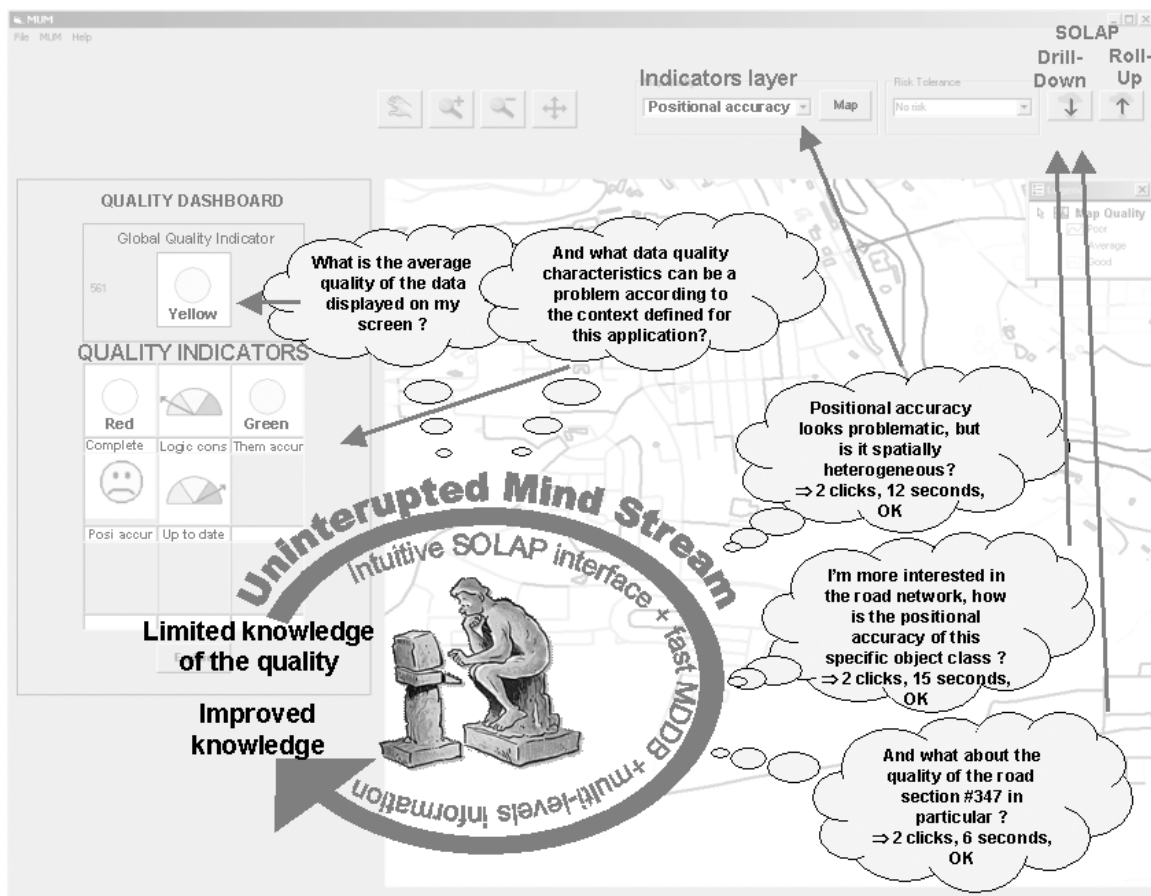 MUM
File MUM Help
SOLAP
Drill-
Down
Roll-
Up
Indicators layer
Positional accuracy
Map
Risk Tolerance
No risk
QUALITY DASHBOARD
Global Quality Indicator
561
Yellow
QUALITY INDICATORS
Red
Green
Complete
Logic cons
Them accur
Posi accur
Up to date
Map Quality
Poor
Average
Good
What is the average
quality of the data
displayed on my
screen ?
And what data quality
characteristics can be a
problem according to
the context defined for
this application?
Positional accuracy
looks problematic, but
is it spatially
heterogeneous?
⇒ 2 clicks, 12 seconds,
OK
I'm more interested in
the road network, how
is the positional
accuracy of this
specific object class ?
⇒ 2 clicks, 15 seconds,
OK
And what about the
quality of the road
section #347 in
particular ?
⇒ 2 clicks, 6 seconds,
OK
Uninterupted Mind Stream
Intuitive SOLAP interface + fast MDDB +multi-levels information
Limited knowledge
of the quality
Improved
knowledge